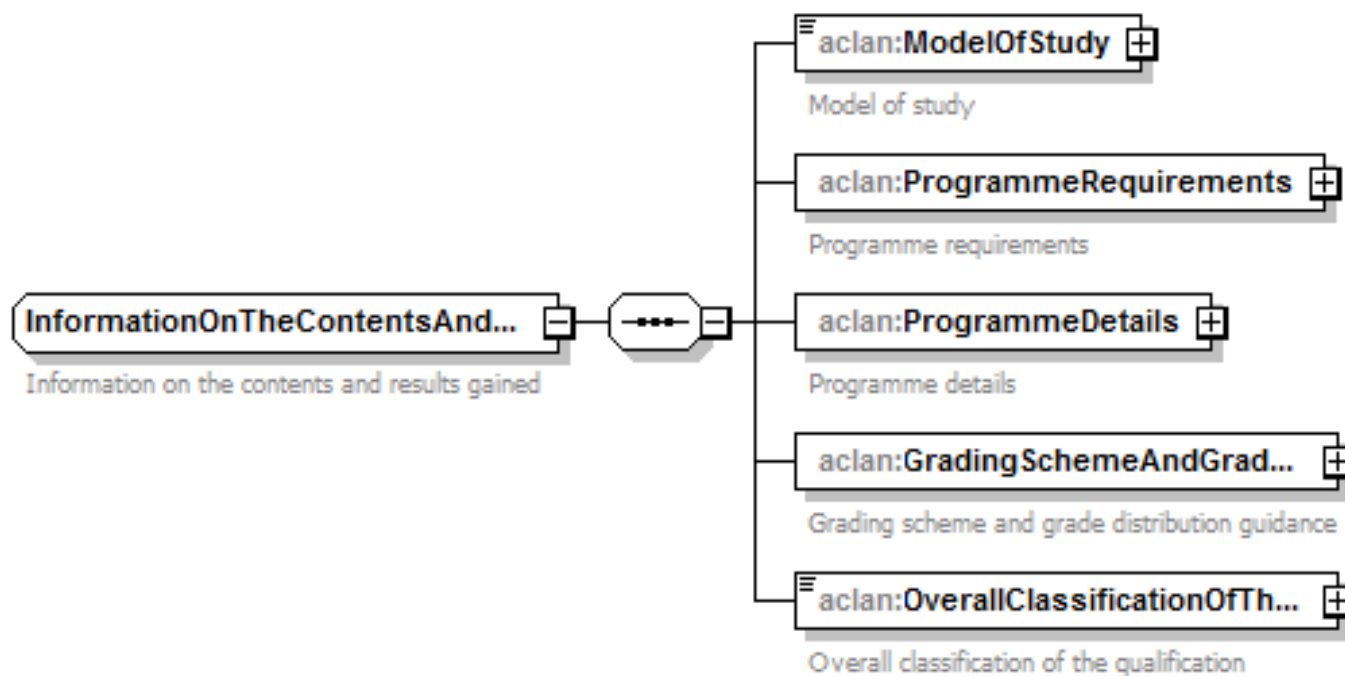 aclan:ModelOfStudy
Model of study
aclan:ProgrammeRequirements
Programme requirements
InformationOnTheContentsAnd...
Information on the contents and results gained
aclan:ProgrammeDetails
Programme details
aclan:GradingSchemeAndGrad...
Grading scheme and grade distribution guidance
aclan:OverallClassificationOfTh...
Overall classification of the qualification